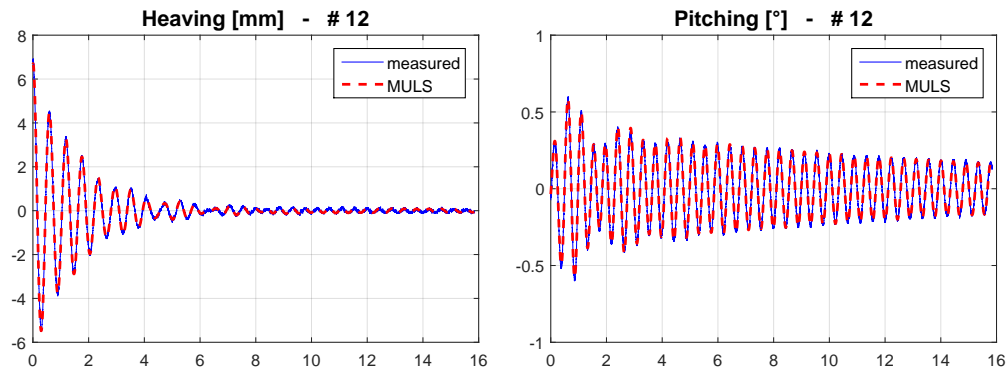 Heaving [mm] - # 12
8
6
4
2
0
-2
-4
-6
0 2 4 6 8 10 12 14 16
measured
MULS
Pitching [°] - # 12
1
0.5
0
-0.5
-1
0 2 4 6 8 10 12 14 16
measured
MULS